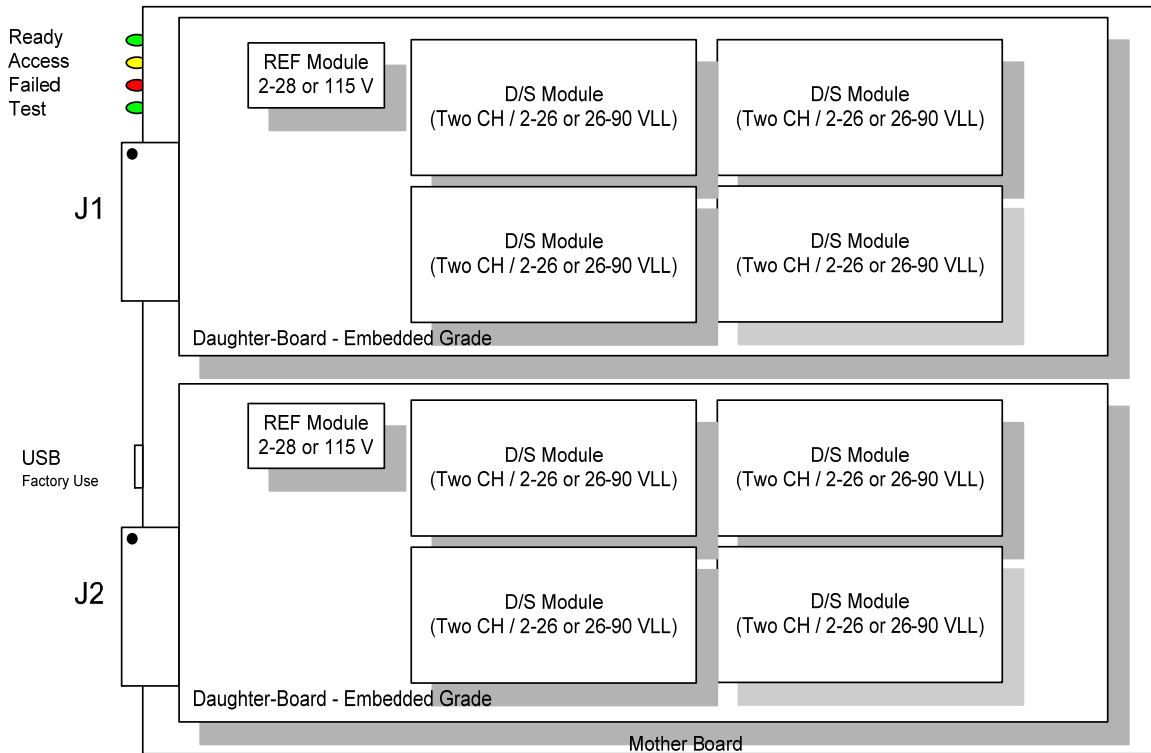 Ready
Access
Failed
Test
REF Module
2-28 or 115 V
D/S Module
(Two CH / 2-26 or 26-90 VLL)
D/S Module
(Two CH / 2-26 or 26-90 VLL)
J1
D/S Module
(Two CH / 2-26 or 26-90 VLL)
D/S Module
(Two CH / 2-26 or 26-90 VLL)
Daughter-Board - Embedded Grade
REF Module
2-28 or 115 V
D/S Module
(Two CH / 2-26 or 26-90 VLL)
D/S Module
(Two CH / 2-26 or 26-90 VLL)
USB
Factory Use
J2
D/S Module
(Two CH / 2-26 or 26-90 VLL)
D/S Module
(Two CH / 2-26 or 26-90 VLL)
Daughter-Board - Embedded Grade
Mother Board